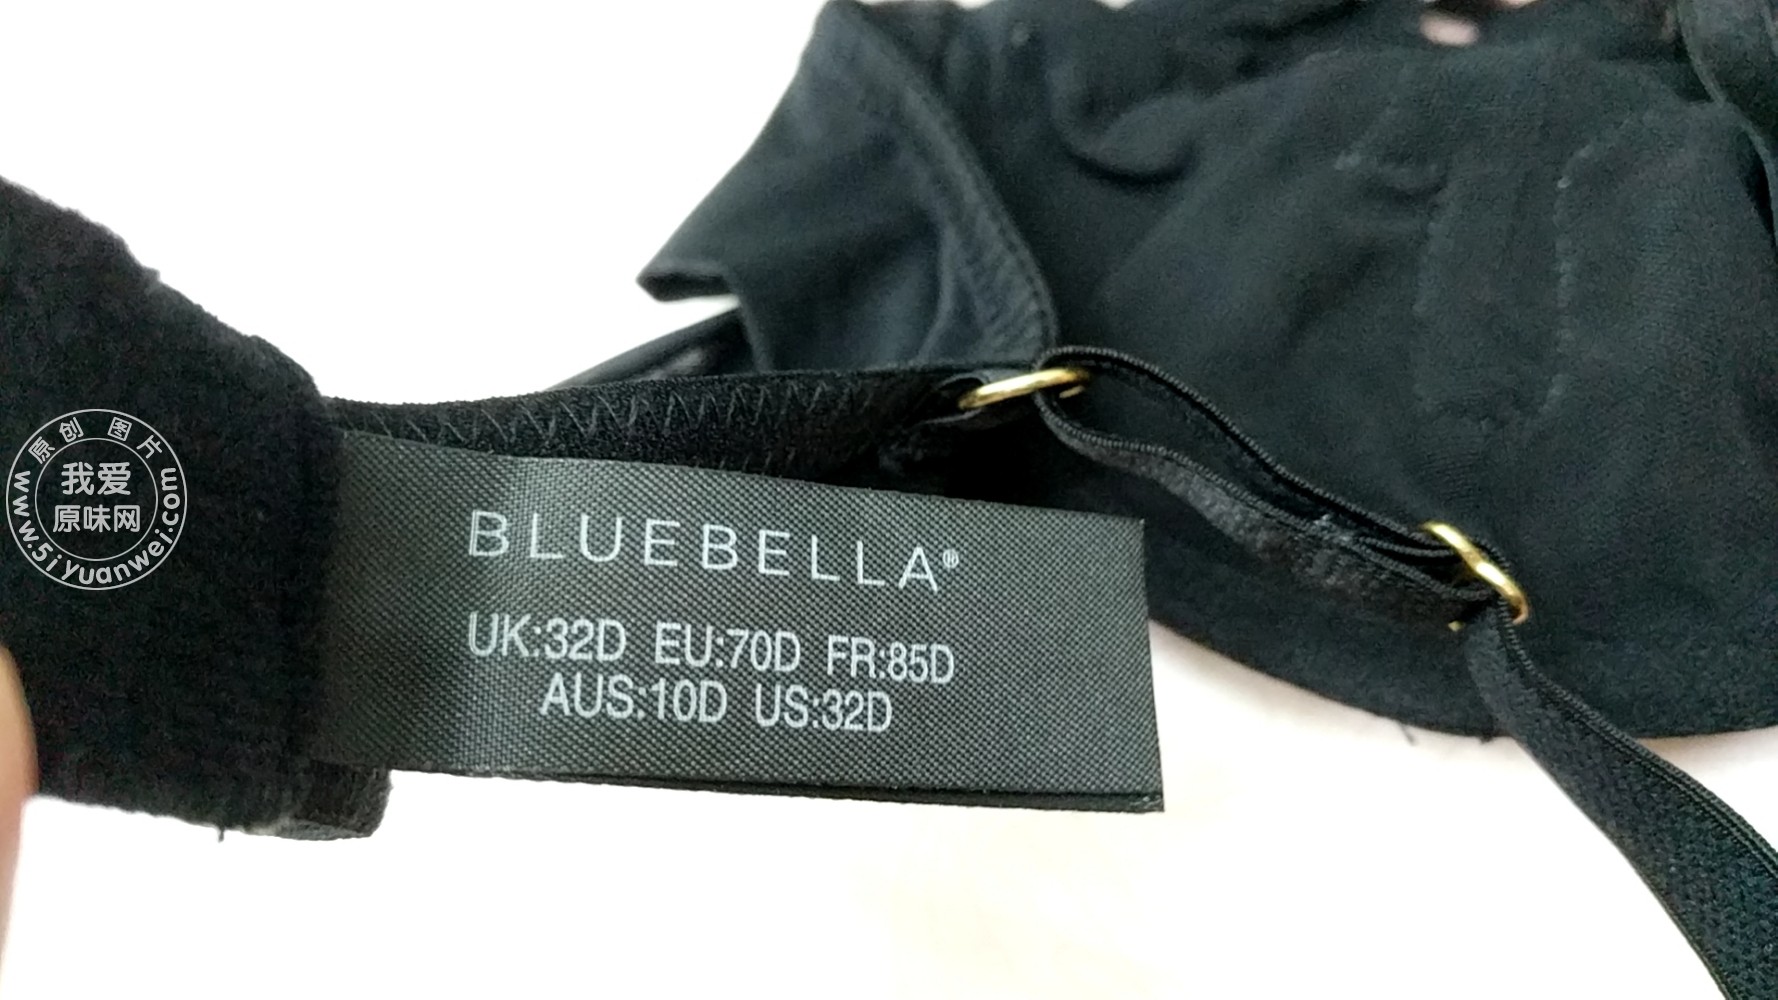 原创 图片
我爱
原味网
www.5iyuanwei.com
BLUEBELLA®
UK:32D EU:70D FR:85D
AUS:10D US:32D